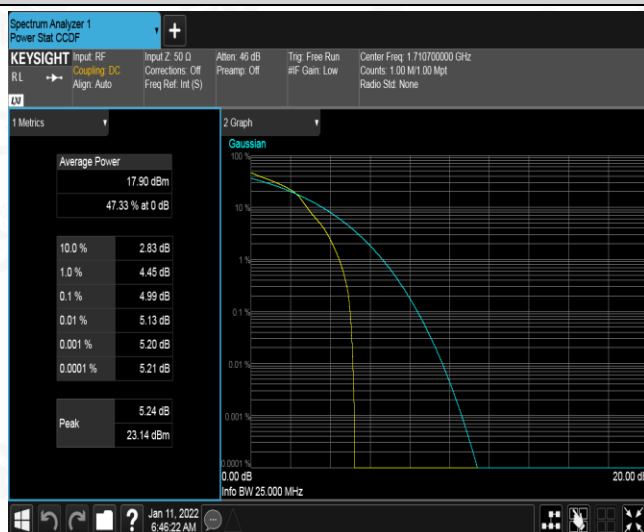 Spectrum Analyzer 1
Power Stat CCDF
+
KEYSIGHT
RL
LXI
Input: RF
Coupling: DC
Align: Auto
Input Z: 50 Ω
Corrections: Off
Freq Ref: Int (S)
Atten: 46 dB
Preamp: Off
Trig: Free Run
#IF Gain: Low
Center Freq: 1.710700000 GHz
Counts: 1.00 M/1.00 Mpt
Radio Std: None
1 Metrics
Average Power
17.90 dBm
47.33 % at 0 dB
10.0 % 2.83 dB
1.0 % 4.45 dB
0.1 % 4.99 dB
0.01 % 5.13 dB
0.001 % 5.20 dB
0.0001 % 5.21 dB
Peak
5.24 dB
23.14 dBm
2 Graph
Gaussian
100 %
10 %
1 %
0.1 %
0.01 %
0.001 %
0.0001 %
0.00 dB
20.00 dB
Info BW 25.000 MHz
?
Jan 11, 2022
6:46:22 AM